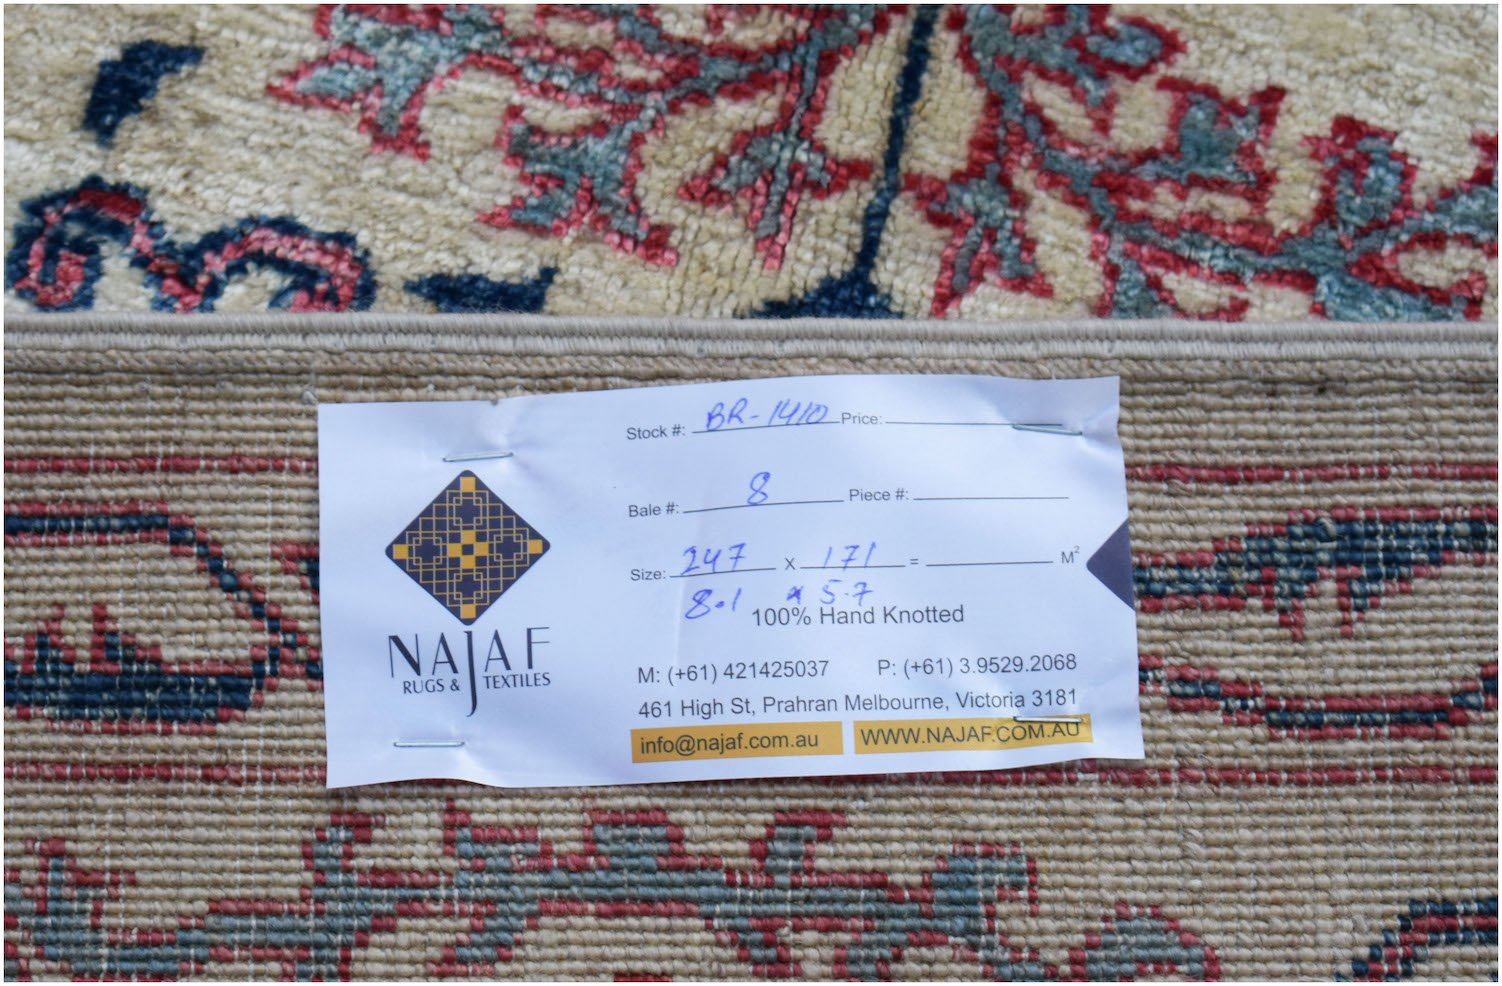 Stock #: BR-1410 Price:
Bale #: 8 Piece #:
Size: 247 x 171 = M²
8.1 x 5.7
100% Hand Knotted
NAJAF
RUGS & TEXTILES
M: (+61) 421425037 P: (+61) 3.9529.2068
461 High St, Prahran Melbourne, Victoria 3181
info@najaf.com.au WWW.NAJAF.COM.AU